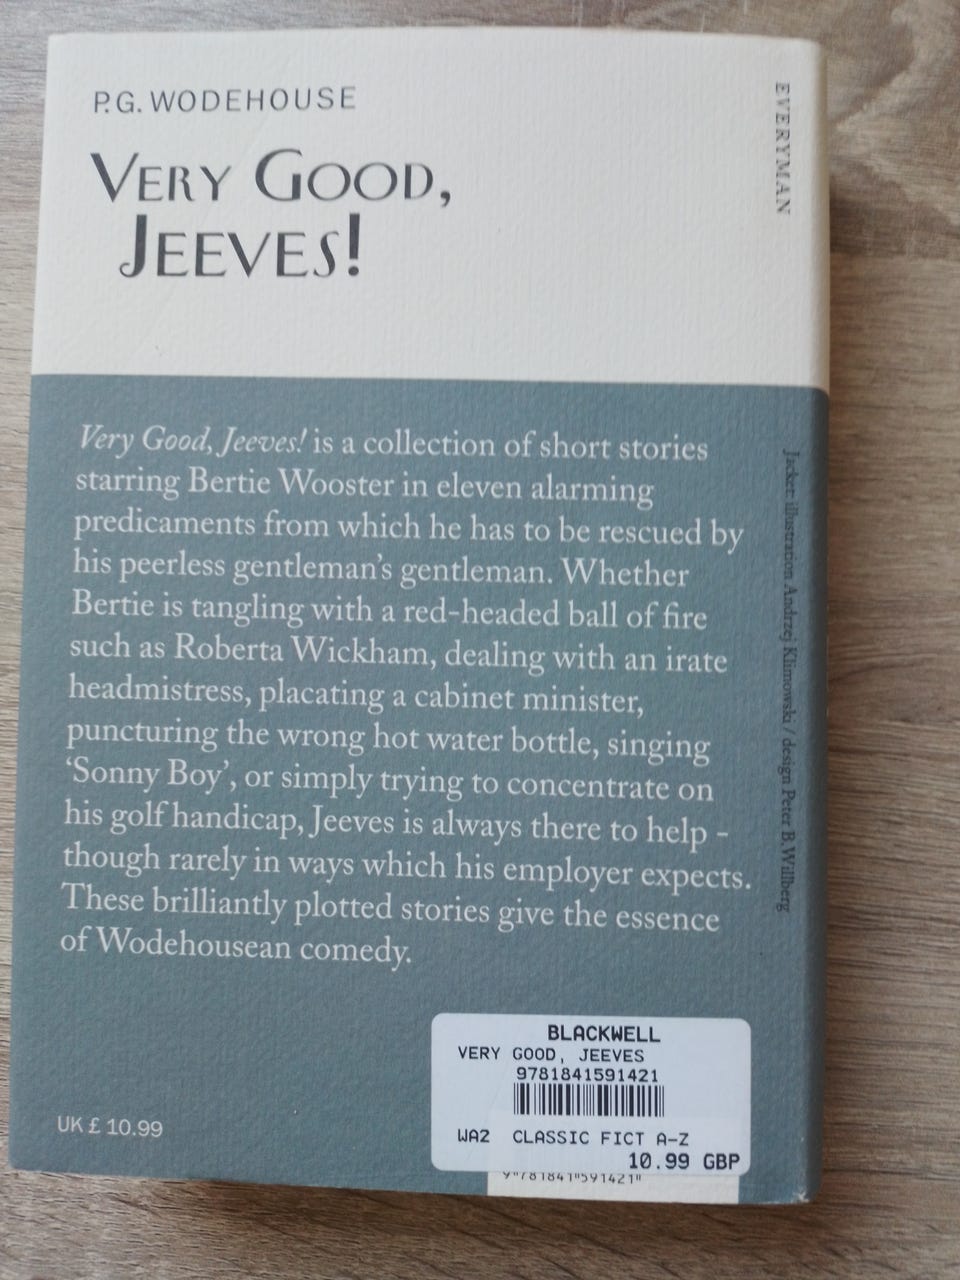 P.G. WODEHOUSE
VERY GOOD,
JEEVES!
EVERYMAN
Very Good, Jeeves! is a collection of short stories
starring Bertie Wooster in eleven alarming
predicaments from which he has to be rescued by
his peerless gentleman's gentleman. Whether
Bertie is tangling with a red-headed ball of fire
such as Roberta Wickham, dealing with an irate
headmistress, placating a cabinet minister,
puncturing the wrong hot water bottle, singing
‘Sonny Boy’, or simply trying to concentrate on
his golf handicap, Jeeves is always there to help –
though rarely in ways which his employer expects.
These brilliantly plotted stories give the essence
of Wodehousean comedy.
Jacket: illustration Andrzej Klimowski / design Peter B. Willberg
UK £ 10.99
BLACKWELL
VERY GOOD, JEEVES
9781841591421
WA2 CLASSIC FICT A-Z
10.99 GBP
9"781841"591421"